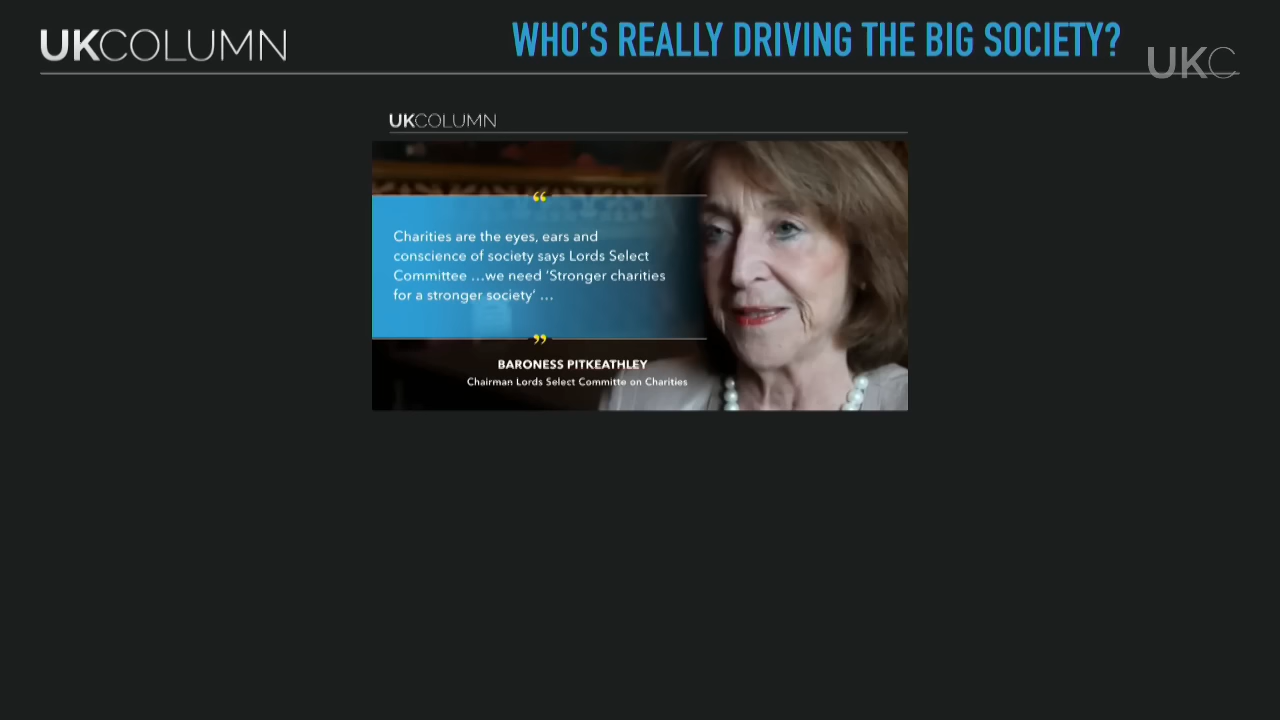 UKCOLUMN
WHO'S REALLY DRIVING THE BIG SOCIETY?
UKC
UKCOLUMN
“
Charities are the eyes, ears and
conscience of society says Lords Select
Committee ...we need ‘Stronger charities
for a stronger society’ ...
”
BARONESS PITKEATHLEY
Chairman Lords Select Committe on Charities